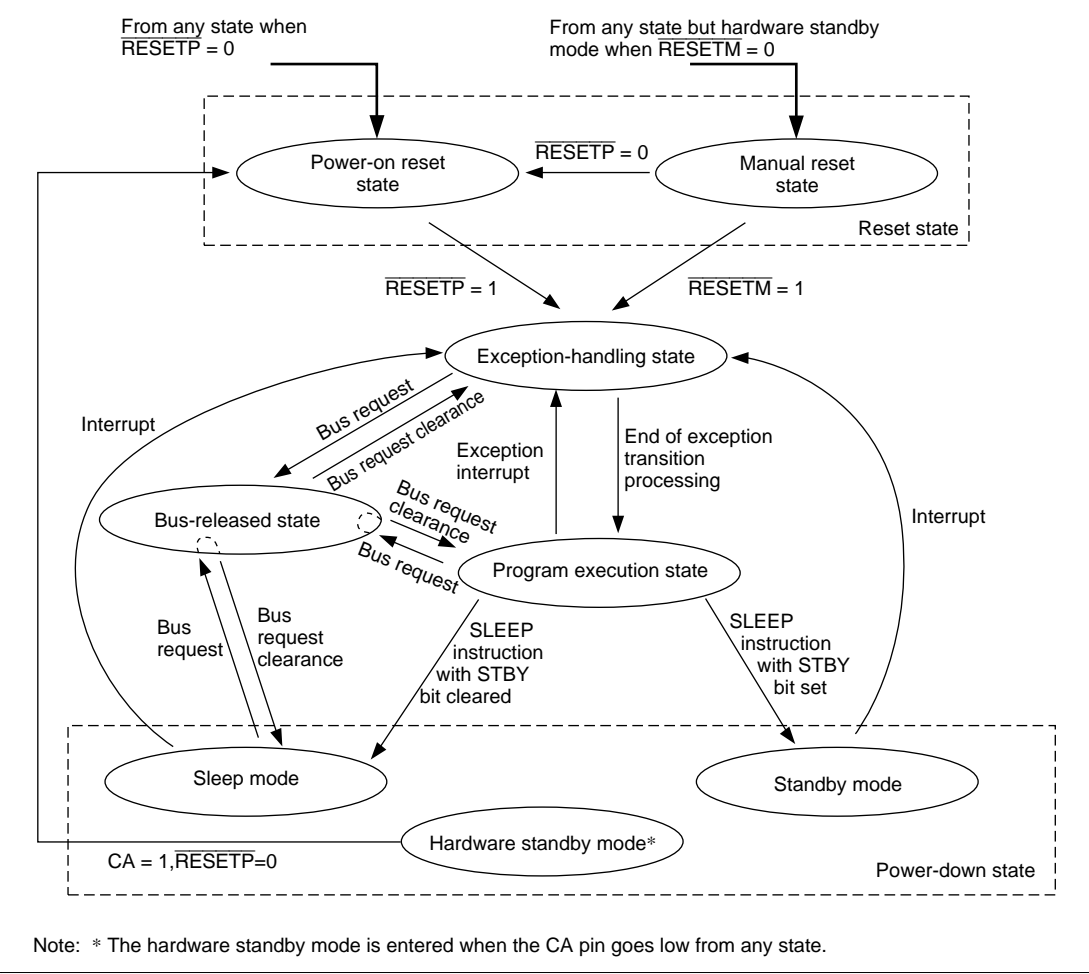 From any state when
RESETP = 0
From any state but hardware standby
mode when RESETM = 0
Power-on reset
state
RESETP = 0
Manual reset
state
Reset state
RESETP = 1
RESETM = 1
Exception-handling state
Interrupt
Bus request
Bus request clearance
Exception
interrupt
End of exception
transition
processing
Interrupt
Bus-released state
Bus request
clearance
Bus request
Program execution state
Bus
request
Bus
request
clearance
SLEEP
instruction
with STBY
bit cleared
SLEEP
instruction
with STBY
bit set
Sleep mode
Standby mode
Hardware standby mode*
CA = 1,RESETP=0
Power-down state
Note: * The hardware standby mode is entered when the CA pin goes low from any state.